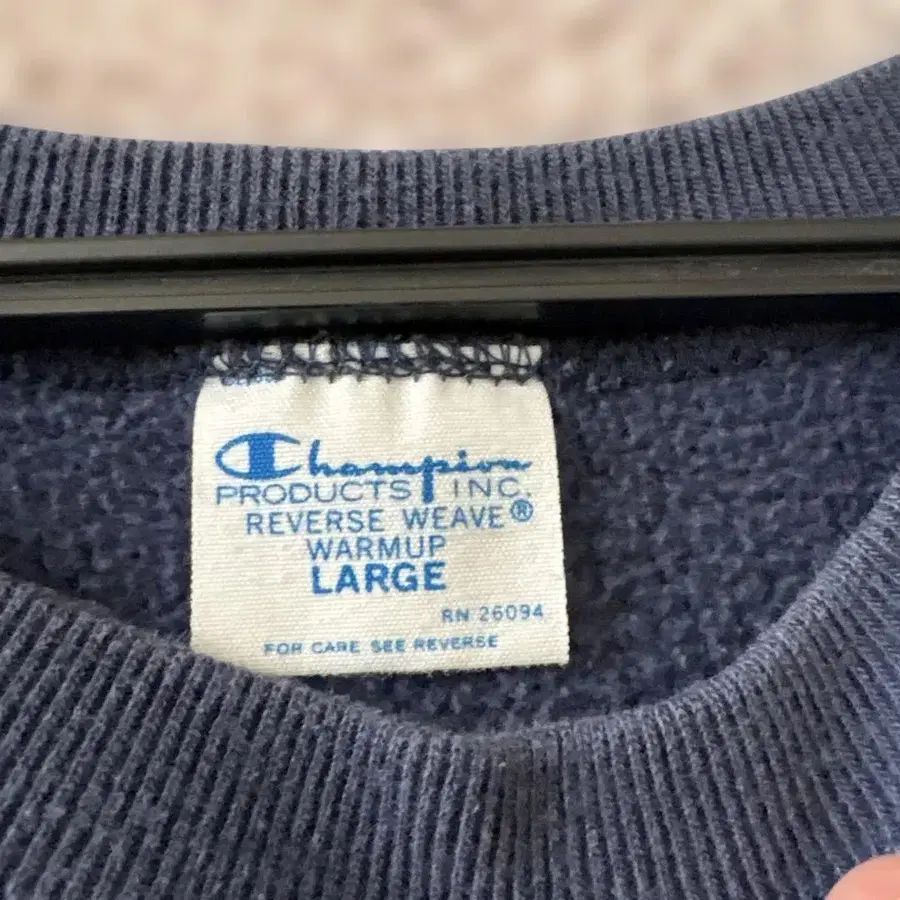 Champion
PRODUCTS INC.
REVERSE WEAVE®
WARMUP
LARGE
RN 26094
FOR CARE SEE REVERSE